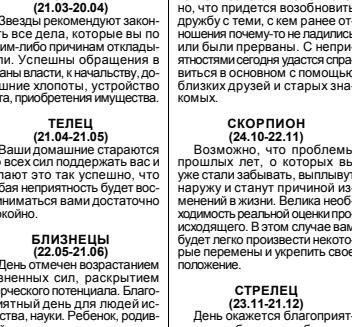 (21.03-20.04)
Звезды рекомендуют закон-
ть все дела, которые вы по
им-либо причинам отклады-
ли. Успешны обращения в
аны власти, к начальству, до-
шние хлопоты, устройство
та, приобретения имущества.
ТЕЛЕЦ
(21.04-21.05)
Ваши домашние стараются
о всех сил поддержать вас и
лают это так успешно, что
бая неприятность будет вос-
ниматься вами достаточно
окойно.
БЛИЗНЕЦЫ
(22.05-21.06)
День отмечен возрастанием
зненных сил, раскрытием
рческого потенциала. Благо-
иятный день для людей ис-
ства, науки. Ребенок, родив-
но, что придется возобновить
дружбу с теми, с кем ранее от-
ношения почему-то не ладились
или были прерваны. С непри-
ятностями сегодня удастся спра-
виться в основном с помощью
близких друзей и старых зна-
комых.
СКОРПИОН
(24.10-22.11)
Возможно, что проблемы
прошлых лет, о которых вы
уже стали забывать, выплывут
наружу и станут причиной из-
менений в жизни. Велика необ-
ходимость реальной оценки про-
исходящего. В этом случае вам
будет легко произвести некото-
рые перемены и укрепить свое
положение.
СТРЕЛЕЦ
(23.11-21.12)
День окажется благоприят-